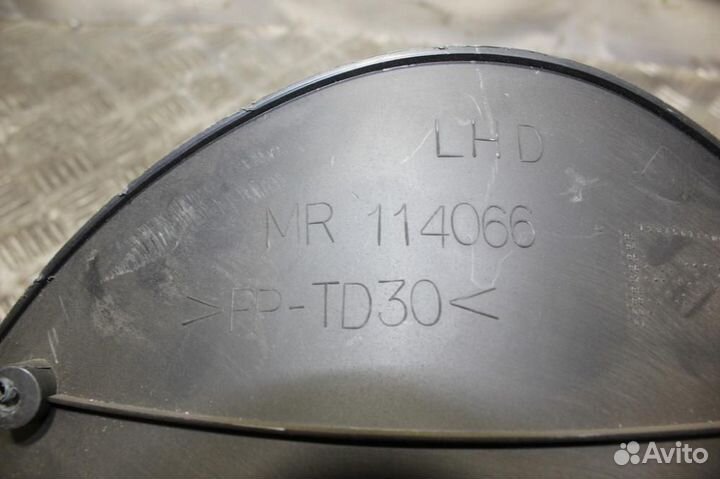 LHD
MR 114066
>PP-TD30<
Avito